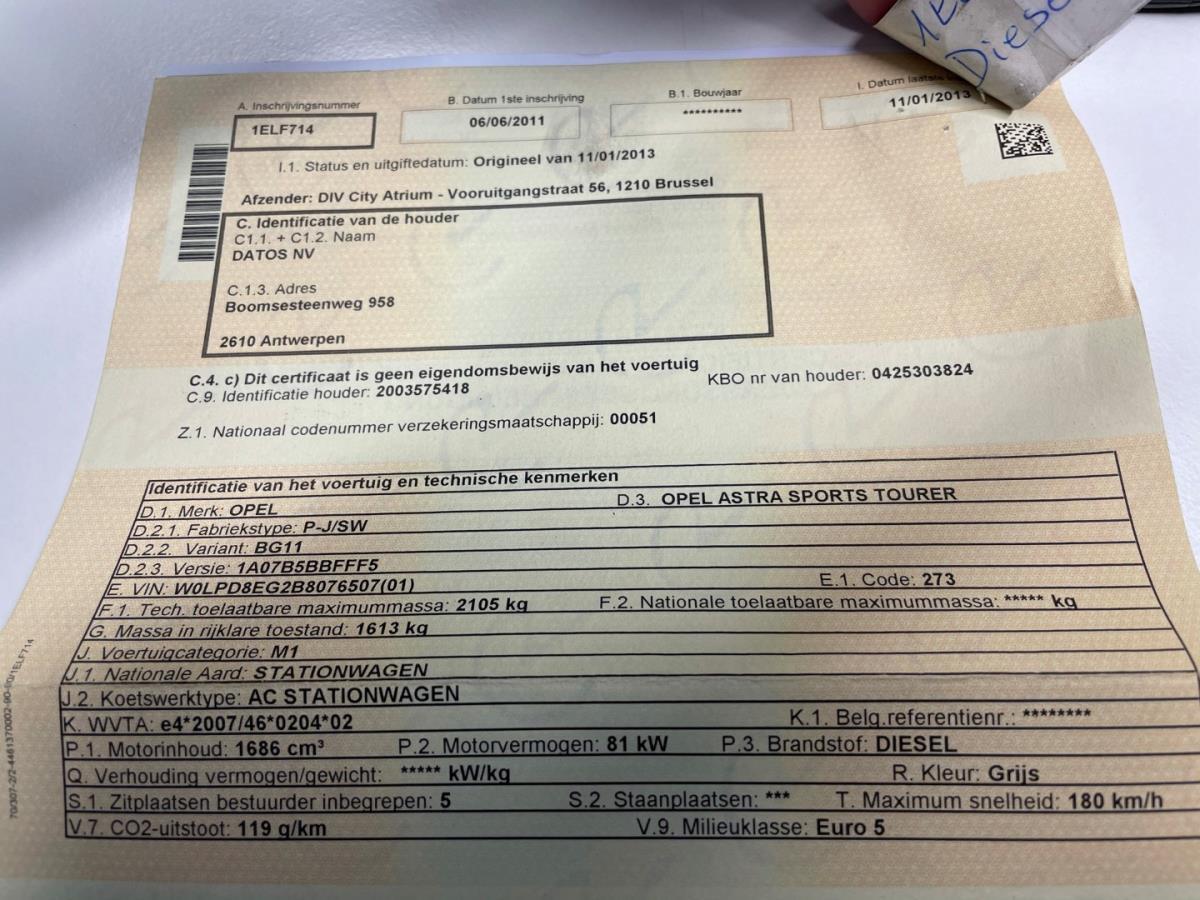 Diese
A. Inschrijvingsnummer
1ELF714
B. Datum 1ste inschrijving
06/06/2011
B.1. Bouwjaar
**********
I. Datum laatste
11/01/2013
I.1. Status en uitgiftedatum: Origineel van 11/01/2013
Afzender: DIV City Atrium - Vooruitgangstraat 56, 1210 Brussel
C. Identificatie van de houder
C1.1. + C1.2. Naam
DATOS NV
C.1.3. Adres
Boomsesteenweg 958
2610 Antwerpen
C.4. c) Dit certificaat is geen eigendomsbewijs van het voertuig
C.9. Identificatie houder: 2003575418 KBO nr van houder: 0425303824
Z.1. Nationaal codenummer verzekeringsmaatschappij: 00051
Identificatie van het voertuig en technische kenmerken
D.1. Merk: OPEL D.3. OPEL ASTRA SPORTS TOURER
D.2.1. Fabriekstype: P-J/SW
D.2.2. Variant: BG11
D.2.3. Versie: 1A07B5BBFFF5
E. VIN: W0LPD8EG2B8076507(01) E.1. Code: 273
F.1. Tech. toelaatbare maximummassa: 2105 kg F.2. Nationale toelaatbare maximummassa: ***** kg
G. Massa in rijklare toestand: 1613 kg
J. Voertuigcategorie: M1
J.1. Nationale Aard: STATIONWAGEN
J.2. Koetswerktype: AC STATIONWAGEN
K. WVTA: e4*2007/46*0204*02 K.1. Belg.referentienr.: ********
P.1. Motorinhoud: 1686 cm³ P.2. Motorvermogen: 81 kW P.3. Brandstof: DIESEL
Q. Verhouding vermogen/gewicht: ***** kW/kg R. Kleur: Grijs
S.1. Zitplaatsen bestuurder inbegrepen: 5 S.2. Staanplaatsen: *** T. Maximum snelheid: 180 km/h
V.7. CO2-uitstoot: 119 g/km V.9. Milieuklasse: Euro 5